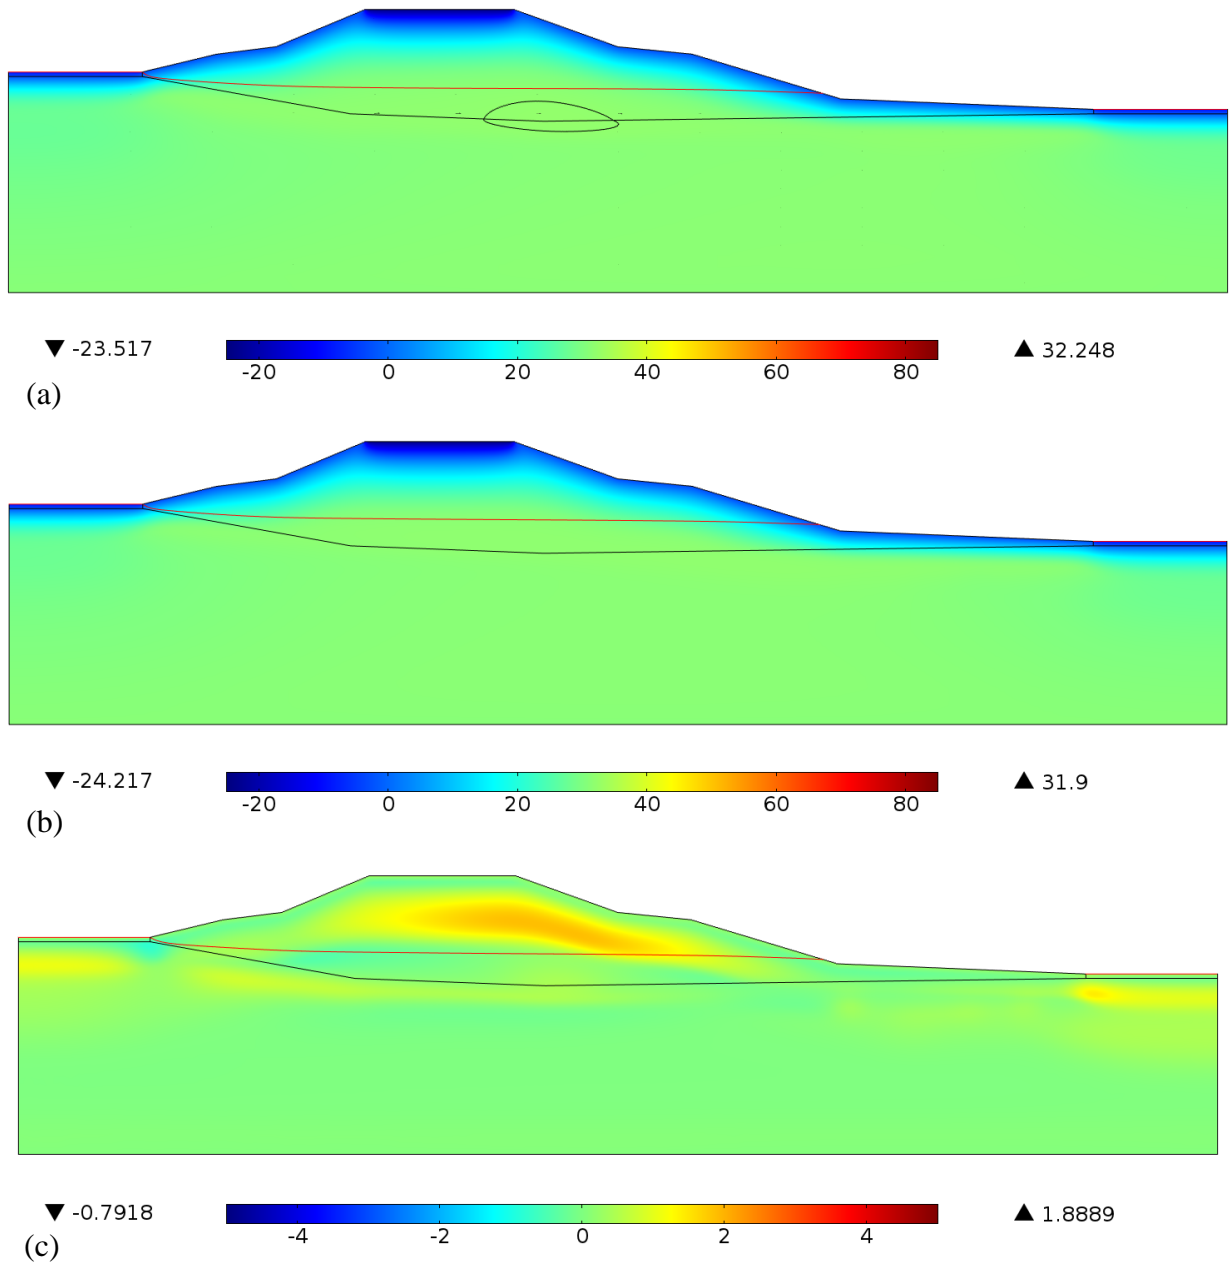 ▼ -23.517 -20 0 20 40 60 80 ▲ 32.248
(a)
▼ -24.217 -20 0 20 40 60 80 ▲ 31.9
(b)
▼ -0.7918 -4 -2 0 2 4 ▲ 1.8889
(c)